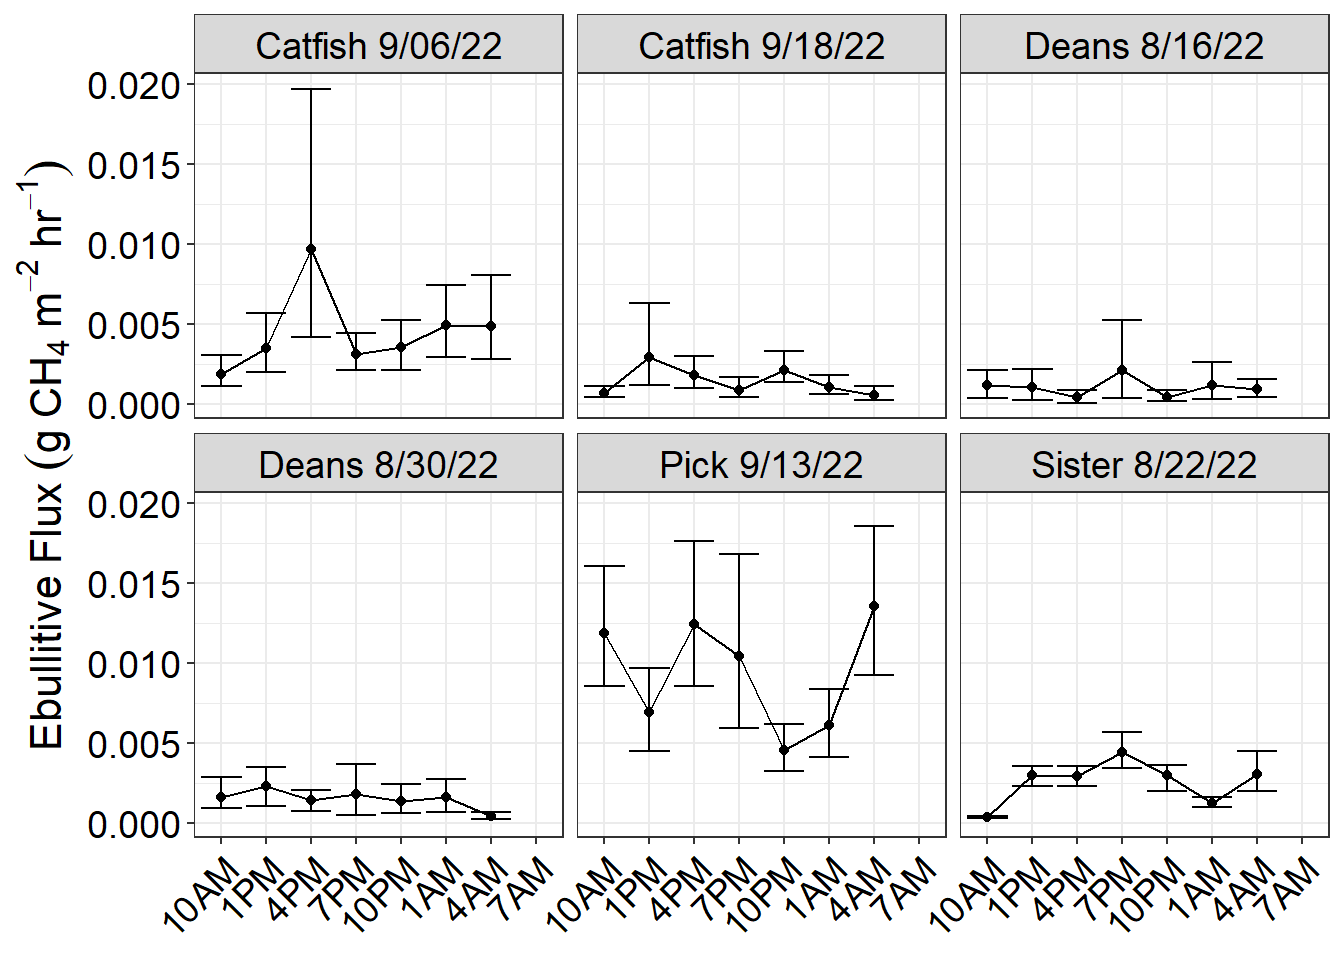 Catfish 9/06/22 Catfish 9/18/22 Deans 8/16/22
0.020
0.015
0.010
0.005
0.000
Deans 8/30/22 Pick 9/13/22 Sister 8/22/22
0.020
0.015
0.010
0.005
0.000
Ebullitive Flux (g CH₄ m⁻² hr⁻¹)
10AM 1PM 4PM 7PM 10PM 1AM 4AM 7AM 10AM 1PM 4PM 7PM 10PM 1AM 4AM 7AM 10AM 1PM 4PM 7PM 10PM 1AM 4AM 7AM